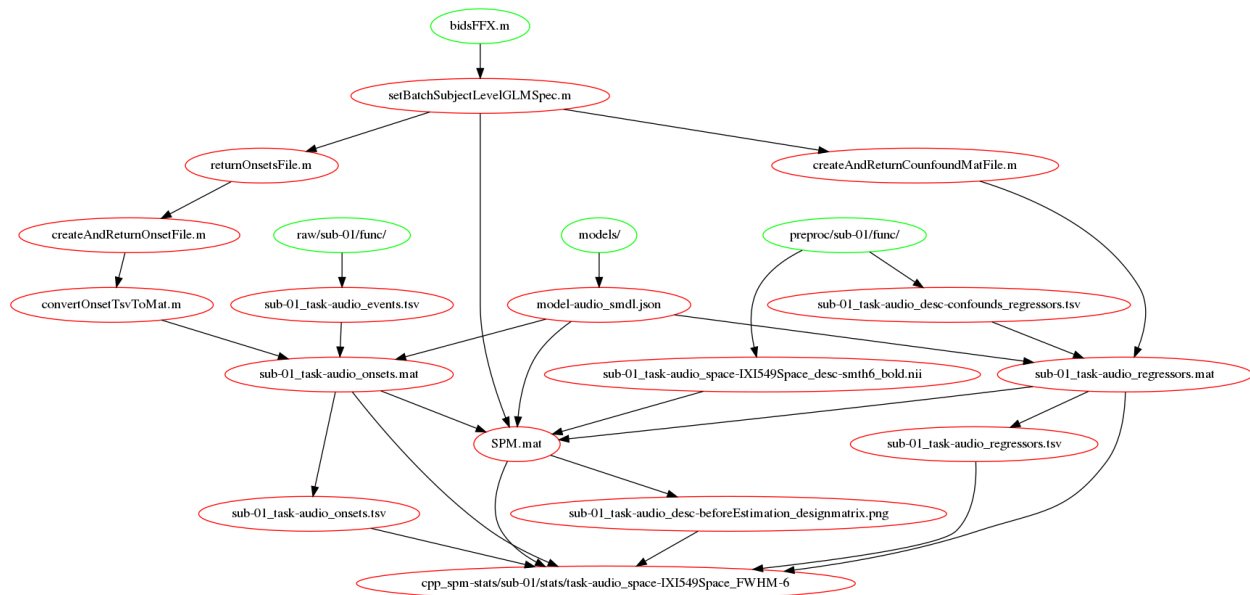 bidsFFX.m
setBatchSubjectLevelGLMSpec.m
returnOnsetsFile.m
createAndReturnCounfoundMatFile.m
createAndReturnOnsetFile.m
raw/sub-01/func/
models/
preproc/sub-01/func/
convertOnsetTsvToMat.m
sub-01_task-audio_events.tsv
model-audio_smdl.json
sub-01_task-audio_desc-confounds_regressors.tsv
sub-01_task-audio_onsets.mat
sub-01_task-audio_space-IXI549Space_desc-smth6_bold.nii
sub-01_task-audio_regressors.mat
SPM.mat
sub-01_task-audio_regressors.tsv
sub-01_task-audio_onsets.tsv
sub-01_task-audio_desc-beforeEstimation_designmatrix.png
cpp_spm-stats/sub-01/stats/task-audio_space-IXI549Space_FWHM-6